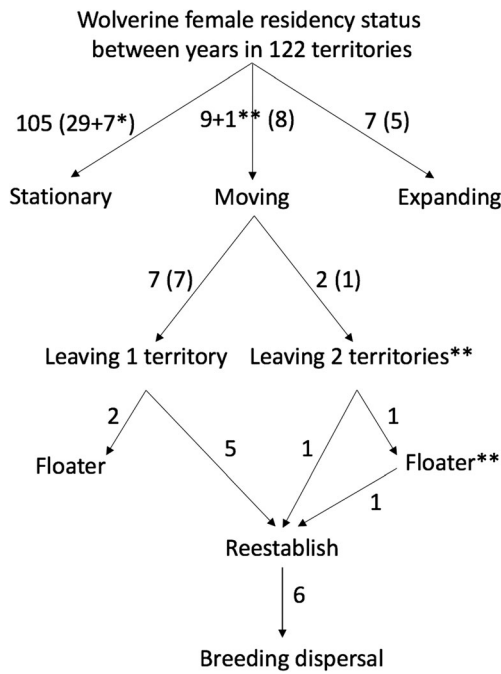 Wolverine female residency status
between years in 122 territories
105 (29+7*)
9+1** (8)
7 (5)
Stationary
Moving
Expanding
7 (7)
2 (1)
Leaving 1 territory
Leaving 2 territories**
2
5
1
1
Floater
Floater**
1
Reestablish
6
Breeding dispersal